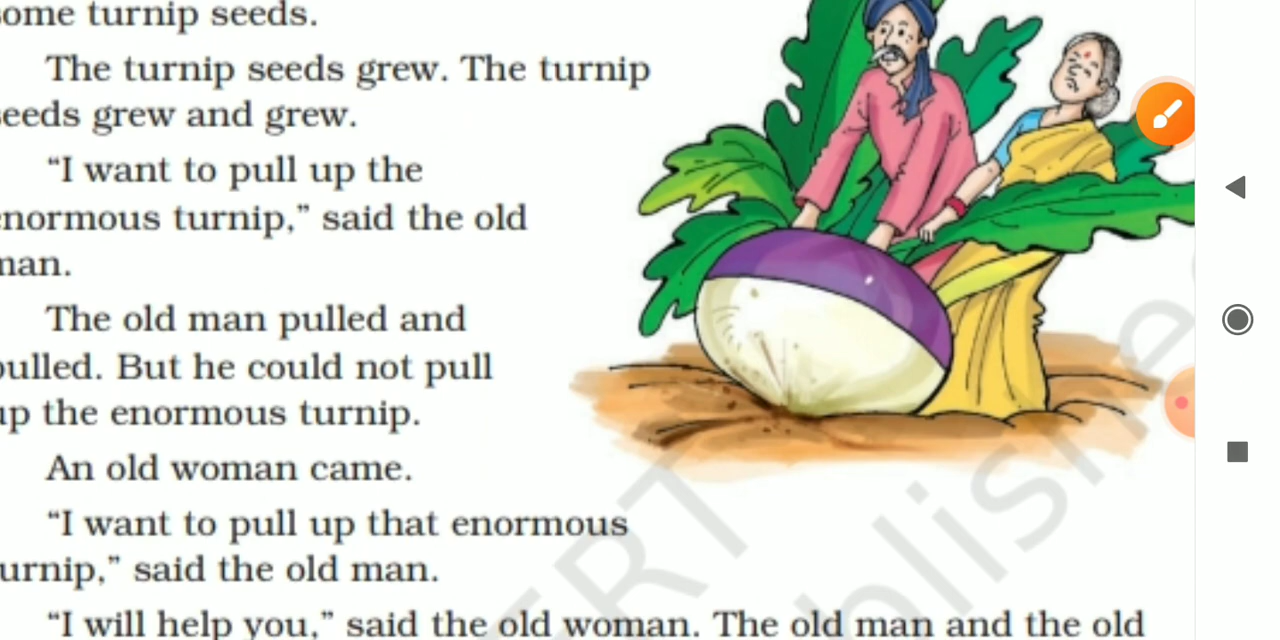 some turnip seeds.
The turnip seeds grew. The turnip
seeds grew and grew.
“I want to pull up the
enormous turnip,” said the old
man.
The old man pulled and
pulled. But he could not pull
up the enormous turnip.
An old woman came.
“I want to pull up that enormous
turnip,” said the old man.
“I will help you,” said the old woman. The old man and the old